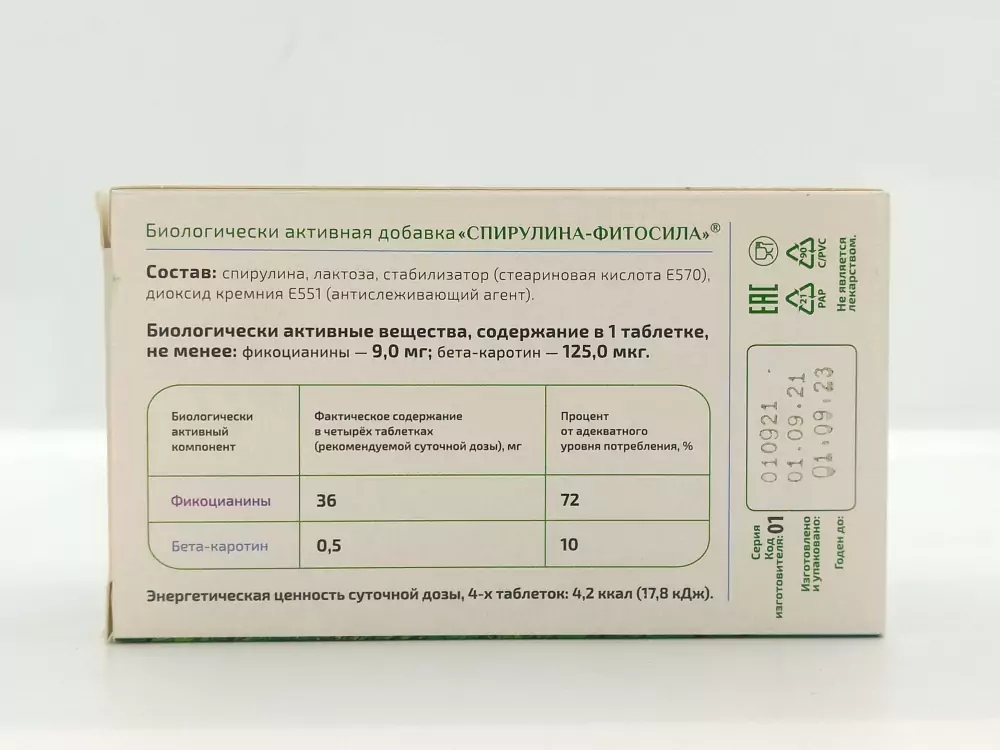 Биологически активная добавка «СПИРУЛИНА-ФИТОСИЛА»®
Состав: спирулина, лактоза, стабилизатор (стеариновая кислота Е570),
диоксид кремния Е551 (антислеживающий агент).
Биологически активные вещества, содержание в 1 таблетке,
не менее: фикоцианины — 9,0 мг; бета-каротин — 125,0 мкг.
Биологически
активный
компонент
Фактическое содержание
в четырёх таблетках
(рекомендуемой суточной дозы), мг
Процент
от адекватного
уровня потребления, %
Фикоцианины
36
72
Бета-каротин
0,5
10
Энергетическая ценность суточной дозы, 4-х таблеток: 4,2 ккал (17,8 кДж).
EAC
21
PAP
90
C/PVC
Не является
лекарством.
010921
01.09.21
01.09.23
Серия
Код
изготовителя: 01
Изготовлено
и упаковано:
Годен до: